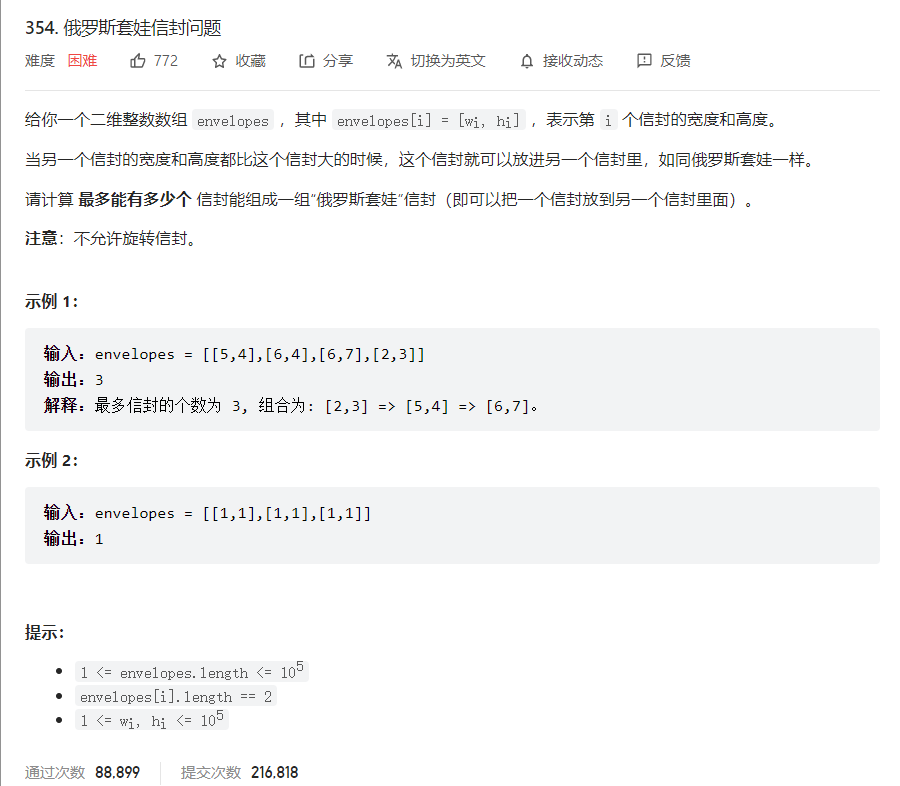 354. 俄罗斯套娃信封问题
难度 困难 772 收藏 分享 切换为英文 接收动态 反馈
给你一个二维整数数组 envelopes ，其中 envelopes[i] = [wi, hi] ，表示第 i 个信封的宽度和高度。
当另一个信封的宽度和高度都比这个信封大的时候，这个信封就可以放进另一个信封里，如同俄罗斯套娃一样。
请计算 最多能有多少个 信封能组成一组“俄罗斯套娃”信封（即可以把一个信封放到另一个信封里面）。
注意：不允许旋转信封。
示例 1：
输入：envelopes = [[5,4],[6,4],[6,7],[2,3]]
输出：3
解释：最多信封的个数为 3, 组合为: [2,3] => [5,4] => [6,7]。
示例 2：
输入：envelopes = [[1,1],[1,1],[1,1]]
输出：1
提示：
• 1 <= envelopes.length <= 10⁵
• envelopes[i].length == 2
• 1 <= wi, hi <= 10⁵
通过次数 88,899 提交次数 216,818